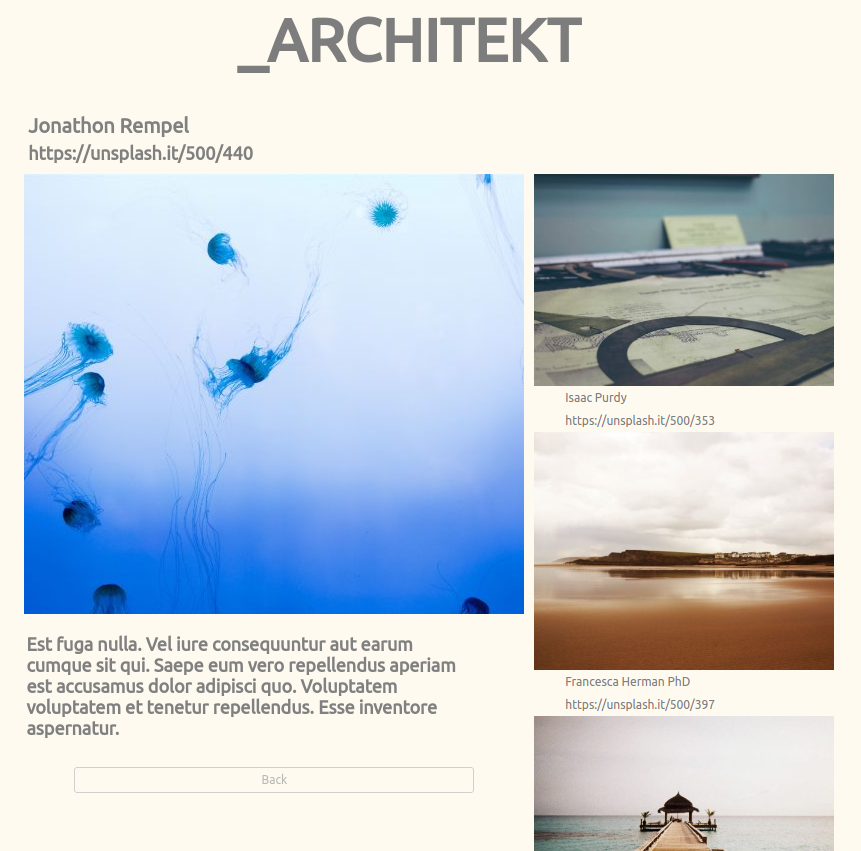 _ARCHITEKT
Jonathon Rempel
https://unsplash.it/500/440
Est fuga nulla. Vel iure consequuntur aut earum
cumque sit qui. Saepe eum vero repellendus aperiam
est accusamus dolor adipisci quo. Voluptatem
voluptatem et tenetur repellendus. Esse inventore
aspernatur.
Back
Isaac Purdy
https://unsplash.it/500/353
Francesca Herman PhD
https://unsplash.it/500/397